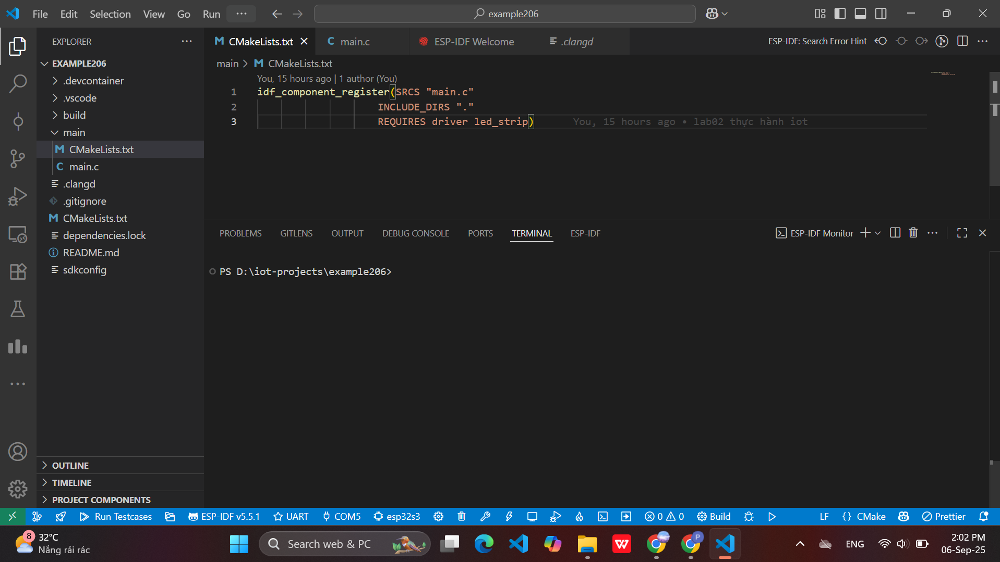 File Edit Selection View Go Run ··· example206
EXPLORER
EXAMPLE206
.devcontainer
.vscode
build
main
CMakeLists.txt
main.c
.clangd
.gitignore
CMakeLists.txt
dependencies.lock
README.md
sdkconfig
OUTLINE
TIMELINE
PROJECT COMPONENTS
CMakeLists.txt main.c ESP-IDF Welcome .clangd ESP-IDF: Search Error Hint
main > CMakeLists.txt
You, 15 hours ago | 1 author (You)
1 idf_component_register(SRCS "main.c"
2 INCLUDE_DIRS "."
3 REQUIRES driver led_strip) You, 15 hours ago • lab02 thực hành iot
PROBLEMS GITLENS OUTPUT DEBUG CONSOLE PORTS TERMINAL ESP-IDF ESP-IDF Monitor
PS D:\iot-projects\example206>
Run Testcases ESP-IDF v5.5.1 UART COM5 esp32s3 0 0 Build LF {} CMake Prettier
8 32°C
Nắng rải rác
Search web & PC
P
ENG
2:02 PM
06-Sep-25